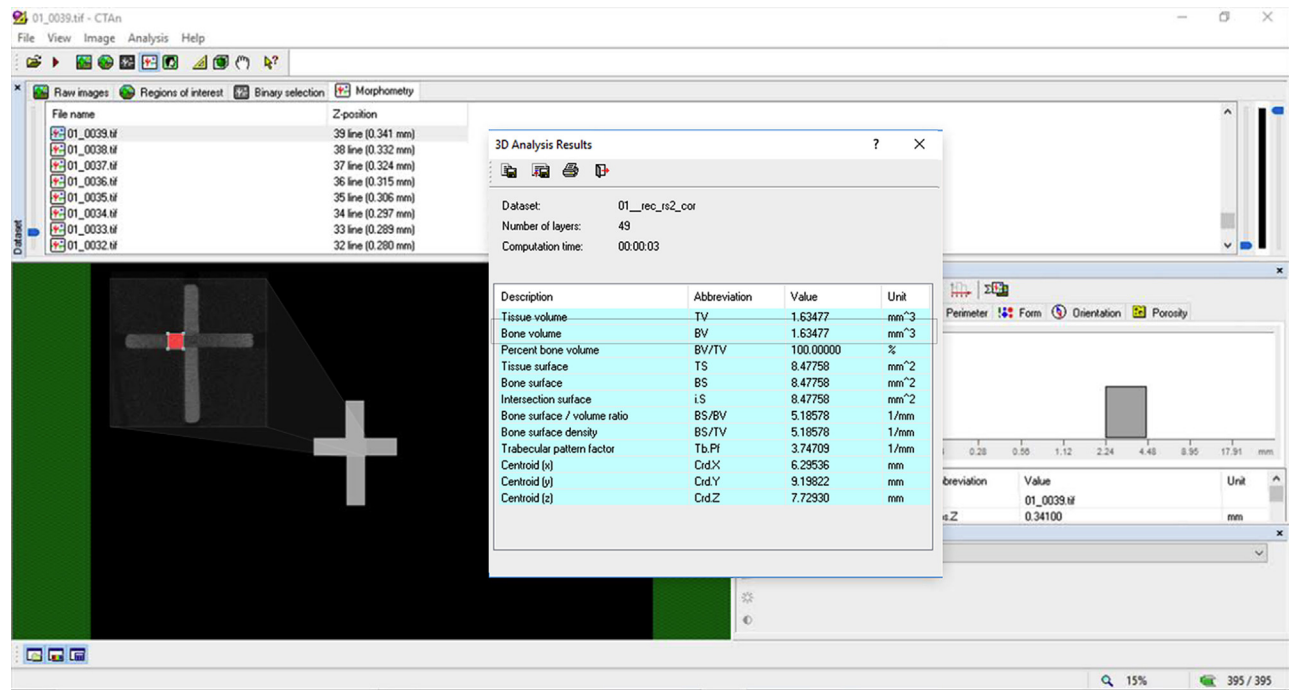 01_0039.tif - CTAn
File View Image Analysis Help
Raw images Regions of interest Binary selection Morphometry
File name Z-position
01_0039.tif 39 line (0.341 mm)
01_0038.tif 38 line (0.332 mm)
01_0037.tif 37 line (0.324 mm)
01_0036.tif 36 line (0.315 mm)
01_0035.tif 35 line (0.306 mm)
01_0034.tif 34 line (0.297 mm)
01_0033.tif 33 line (0.289 mm)
01_0032.tif 32 line (0.280 mm)
Dataset
3D Analysis Results
Dataset: 01__rec_rs2_cor
Number of layers: 49
Computation time: 00:00:03
Description Abbreviation Value Unit
Tissue volume TV 1.63477 mm^3
Bone volume BV 1.63477 mm^3
Percent bone volume BV/TV 100.00000 %
Tissue surface TS 8.47758 mm^2
Bone surface BS 8.47758 mm^2
Intersection surface i.S 8.47758 mm^2
Bone surface / volume ratio BS/BV 5.18578 1/mm
Bone surface density BS/TV 5.18578 1/mm
Trabecular pattern factor Tb.Pf 3.74709 1/mm
Centroid (x) Crd.X 6.29536 mm
Centroid (y) Crd.Y 9.19822 mm
Centroid (z) Crd.Z 7.72930 mm
Perimeter Form Orientation Porosity
0.28 0.56 1.12 2.24 4.48 8.95 17.91 mm
breviation Value Unit
01_0039.tif
s.Z 0.34100 mm
15% 395 / 395